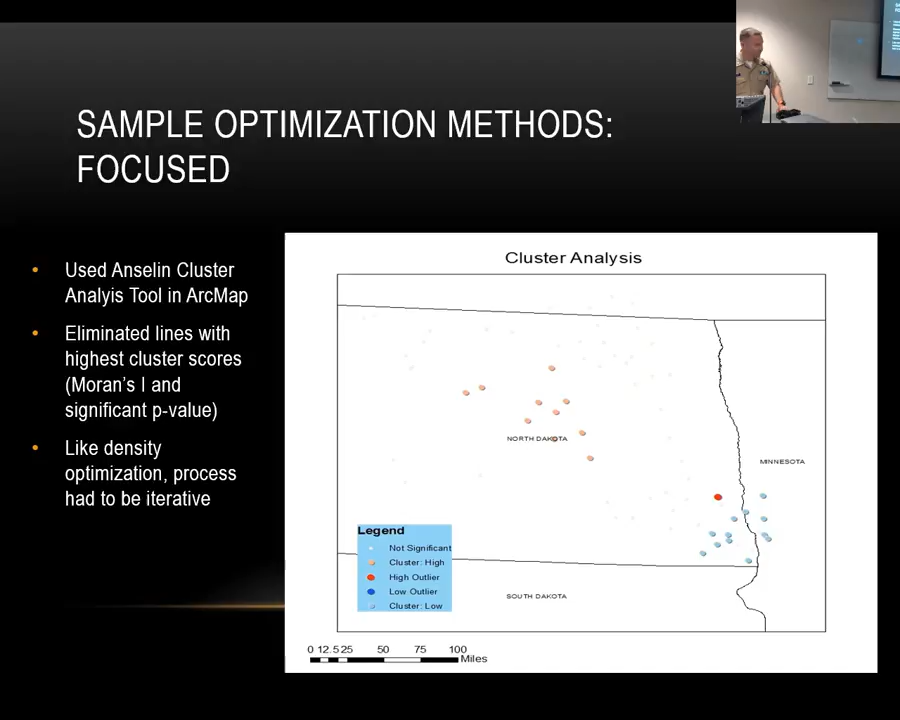 SAMPLE OPTIMIZATION METHODS:
FOCUSED
• Used Anselin Cluster
Analyis Tool in ArcMap
• Eliminated lines with
highest cluster scores
(Moran's I and
significant p-value)
• Like density
optimization, process
had to be iterative
Cluster Analysis
NORTH DAKOTA
MINNESOTA
SOUTH DAKOTA
Legend
Not Significant
Cluster: High
High Outlier
Low Outlier
Cluster: Low
0 12.5 25 50 75 100
Miles